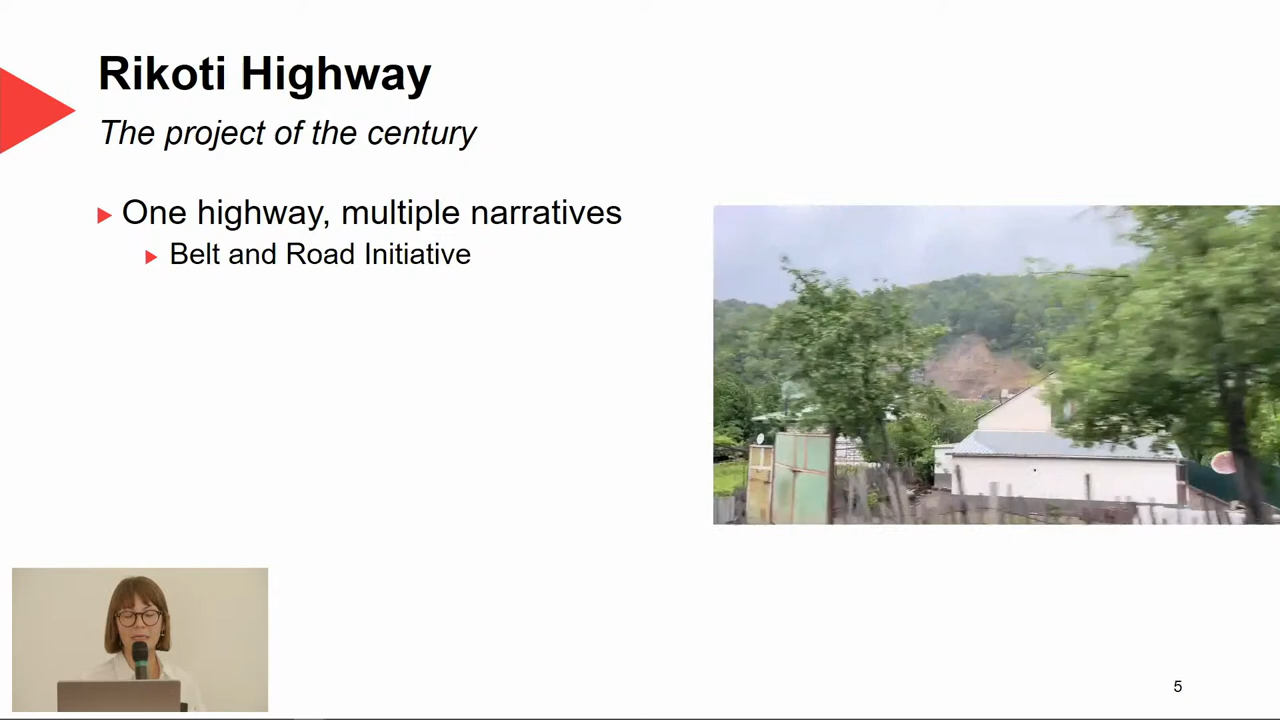 Rikoti Highway
The project of the century
One highway, multiple narratives
Belt and Road Initiative
5